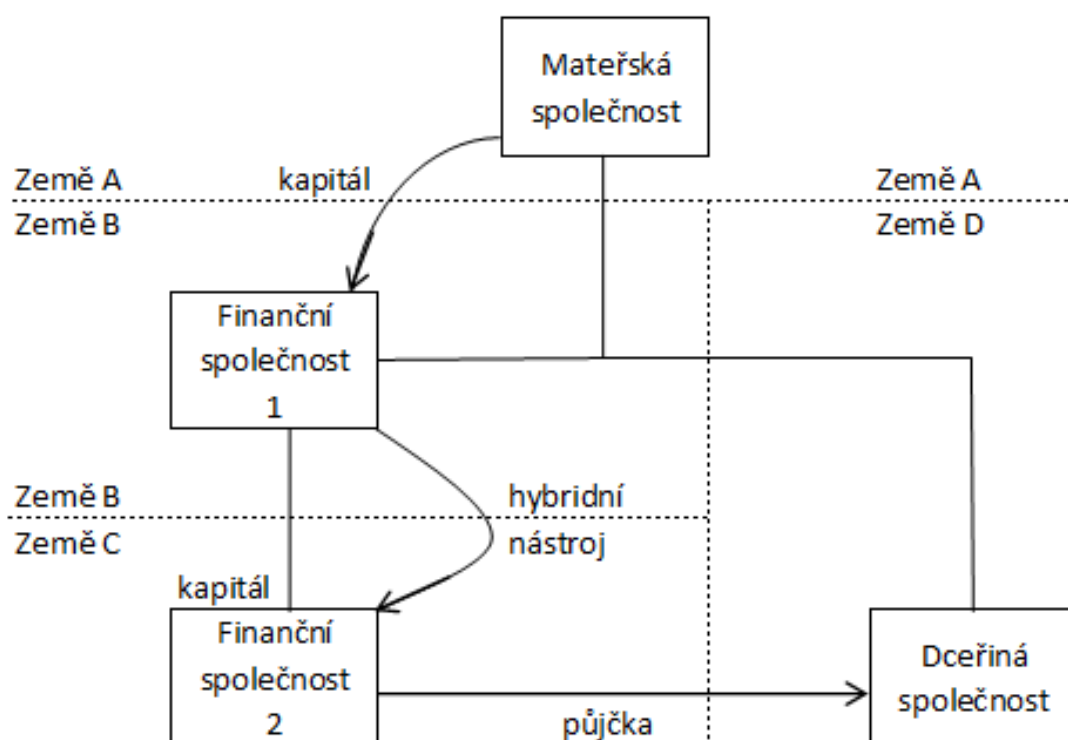 Mateřská
společnost
Země A
kapitál
Země A
Země B
Země D
Finanční
společnost
1
Země B
hybridní
Země C
nástroj
kapitál
Finanční
společnost
2
půjčka
Dceřiná
společnost